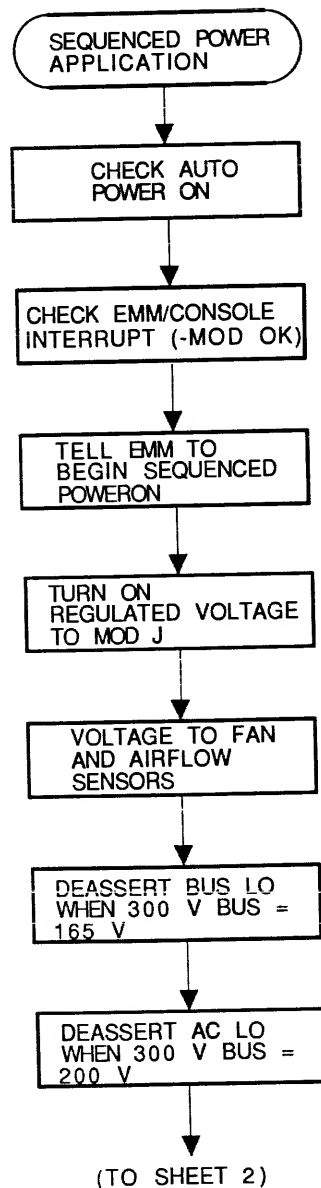 SEQUENCED POWER
APPLICATION
CHECK AUTO
POWER ON
CHECK EMM/CONSOLE
INTERRUPT (-MOD OK)
TELL EMM TO
BEGIN SEQUENCED
POWERON
TURN ON
REGULATED VOLTAGE
TO MOD J
VOLTAGE TO FAN
AND AIRFLOW
SENSORS
DEASSERT BUS LO
WHEN 300 V BUS =
165 V
DEASSERT AC LO
WHEN 300 V BUS =
200 V
(TO SHEET 2)